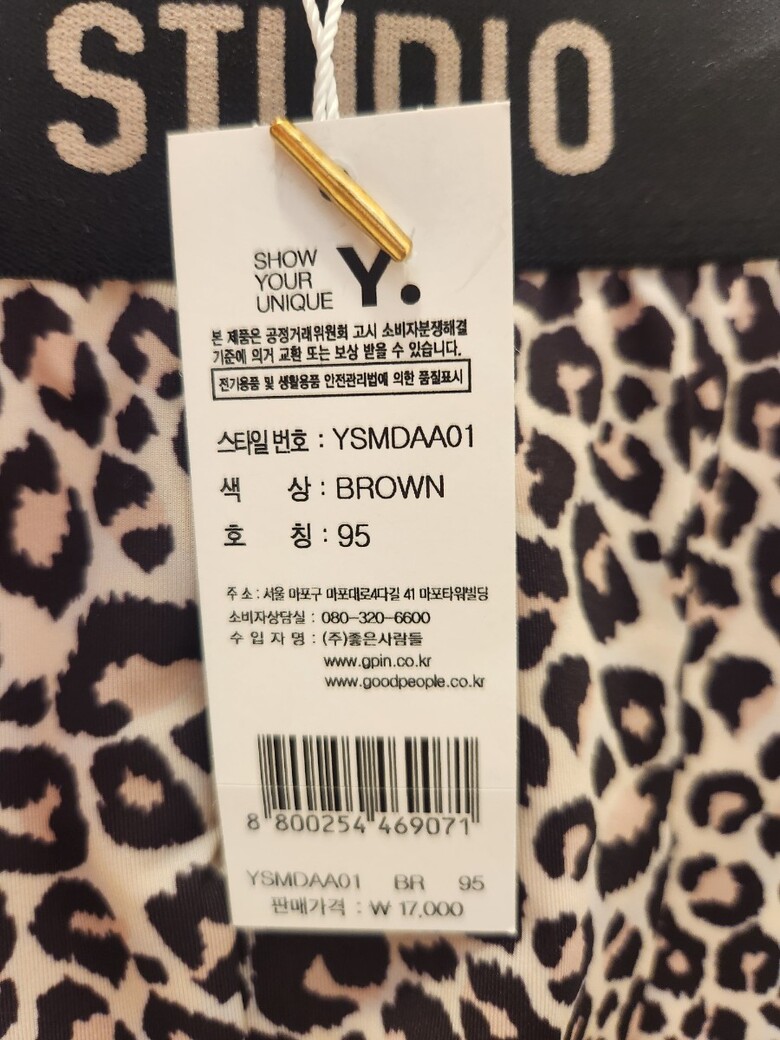 STUDIO
SHOW
YOUR
UNIQUE
Y.
본 제품은 공정거래위원회 고시 소비자분쟁해결
기준에 의거 교환 또는 보상 받을 수 있습니다.
전기용품 및 생활용품 안전관리법에 의한 품질표시
스타일번호 : YSMDAA01
색 상 : BROWN
호 칭 : 95
주 소 : 서울 마포구 마포대로4다길 41 마포타워빌딩
소비자상담실 : 080-320-6600
수 입 자 명 : (주)좋은사람들
www.gpin.co.kr
www.goodpeople.co.kr
8 800254 469071
YSMDAA01 BR 95
판매가격 : ₩ 17,000